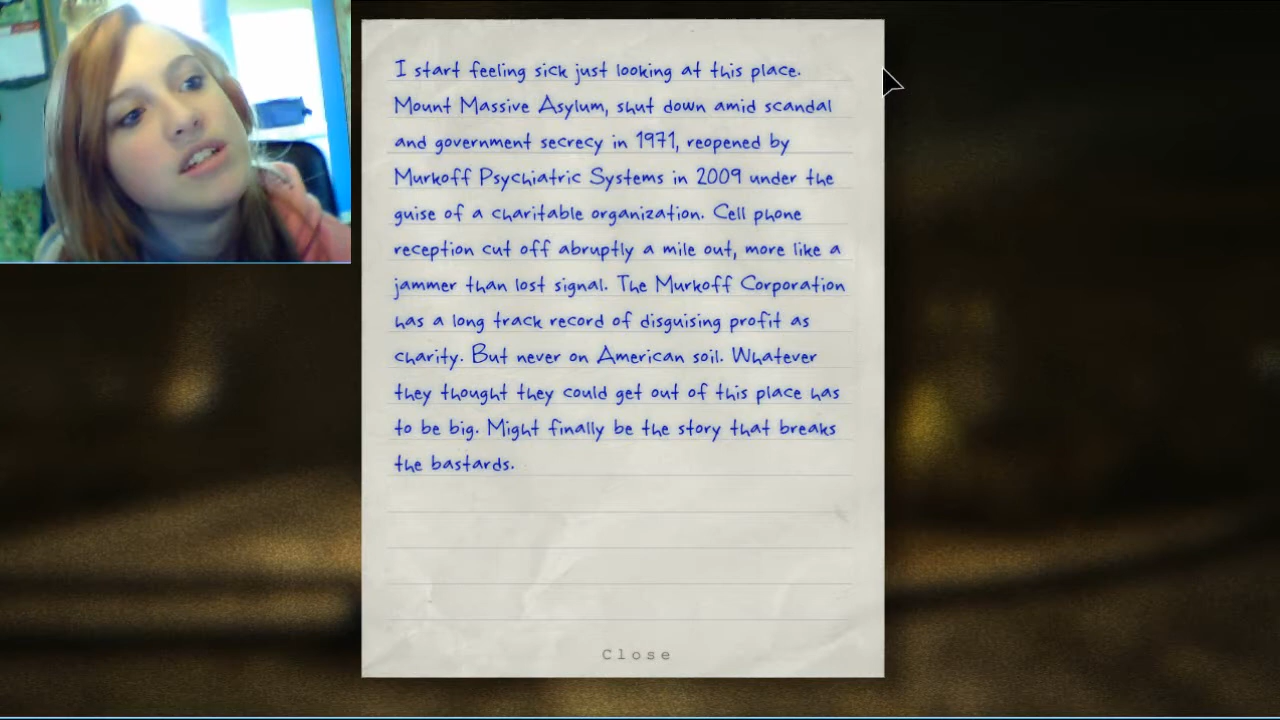 I start feeling sick just looking at this place.
Mount Massive Asylum, shut down amid scandal
and government secrecy in 1971, reopened by
Murkoff Psychiatric Systems in 2009 under the
guise of a charitable organization. Cell phone
reception cut off abruptly a mile out, more like a
jammer than lost signal. The Murkoff Corporation
has a long track record of disguising profit as
charity. But never on American soil. Whatever
they thought they could get out of this place has
to be big. Might finally be the story that breaks
the bastards.
Close